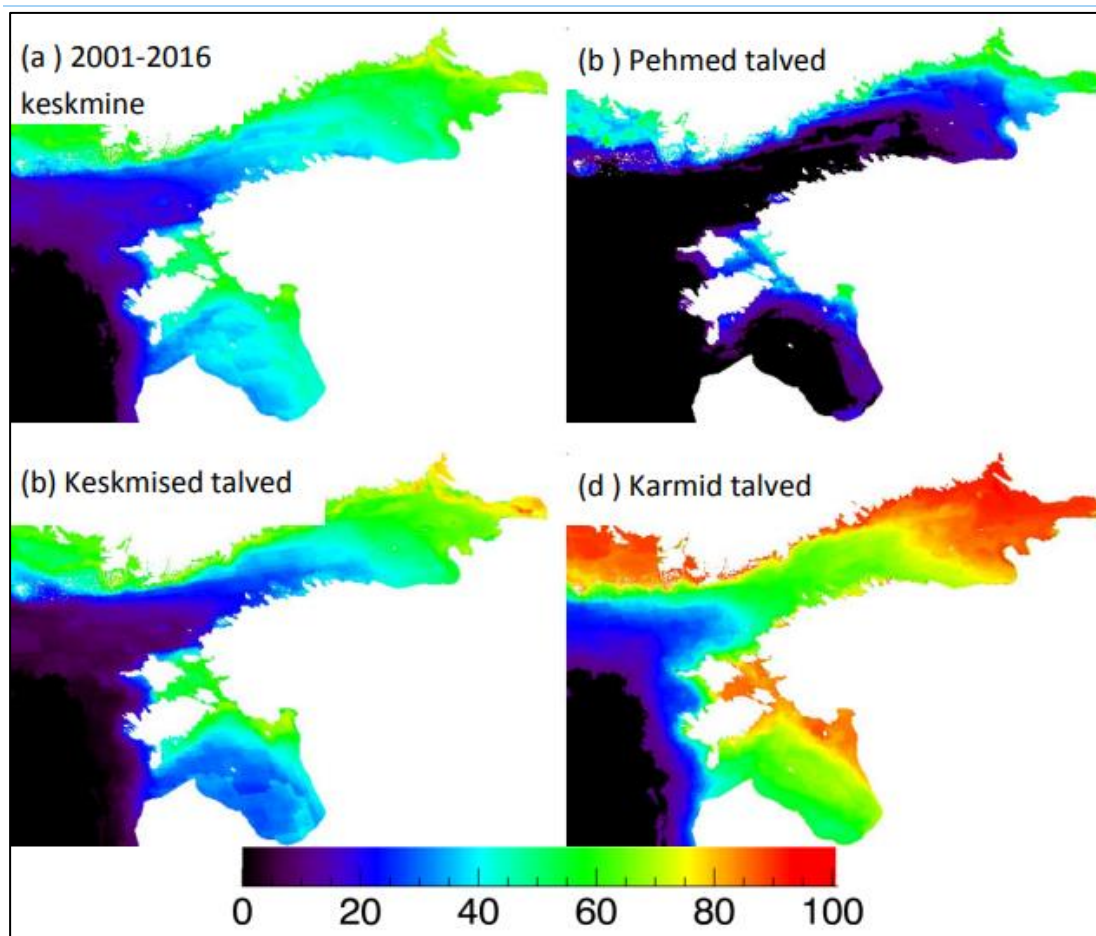 (a ) 2001-2016
keskmine
(b ) Pehmed talved
(b) Keskmised talved
(d ) Karmid talved
0 20 40 60 80 100